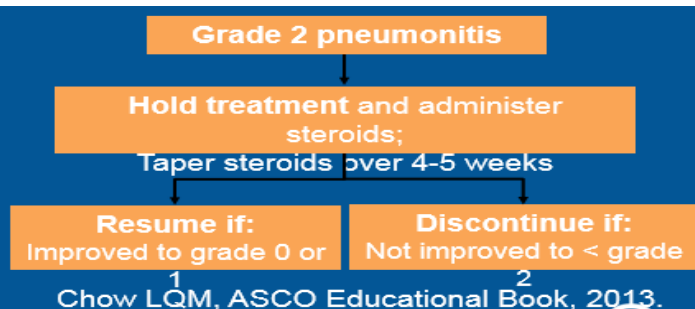 Grade 2 pneumonitis
Hold treatment and administer
steroids;
Taper steroids over 4-5 weeks
Resume if:
Improved to grade 0 or
1
Discontinue if:
Not improved to < grade
2
Chow LQM, ASCO Educational Book, 2013.